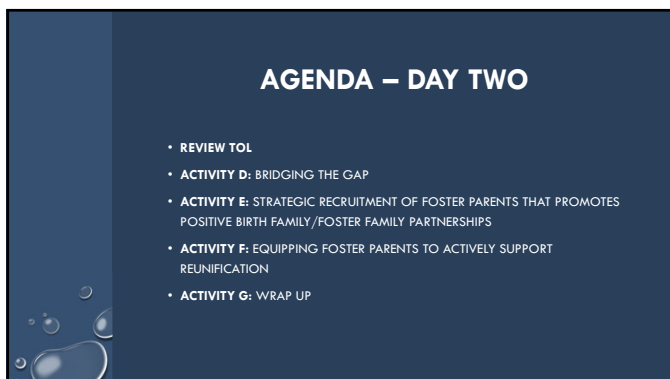 AGENDA – DAY TWO
• REVIEW TOL
• ACTIVITY D: BRIDGING THE GAP
• ACTIVITY E: STRATEGIC RECRUITMENT OF FOSTER PARENTS THAT PROMOTES
POSITIVE BIRTH FAMILY/FOSTER FAMILY PARTNERSHIPS
• ACTIVITY F: EQUIPPING FOSTER PARENTS TO ACTIVELY SUPPORT
REUNIFICATION
• ACTIVITY G: WRAP UP